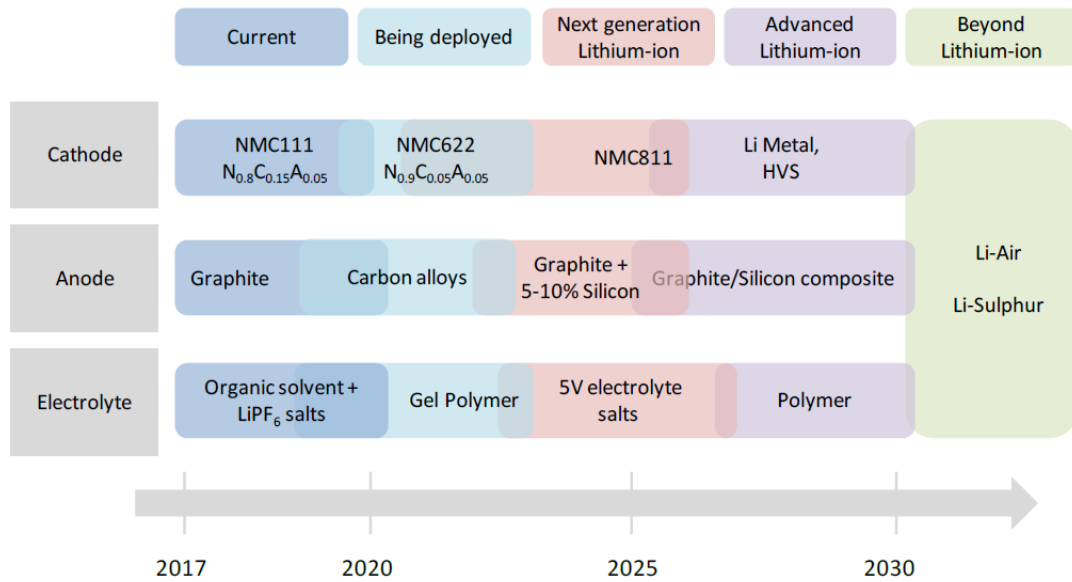 Current
Being deployed
Next generation
Lithium-ion
Advanced
Lithium-ion
Beyond
Lithium-ion
Cathode
NMC111
N₀.₈C₀.₁₅A₀.₀₅
NMC622
N₀.₉C₀.₀₅A₀.₀₅
NMC811
Li Metal,
HVS
Anode
Graphite
Carbon alloys
Graphite +
5-10% Silicon
Graphite/Silicon composite
Li-Air
Li-Sulphur
Electrolyte
Organic solvent +
LiPF₆ salts
Gel Polymer
5V electrolyte
salts
Polymer
2017
2020
2025
2030